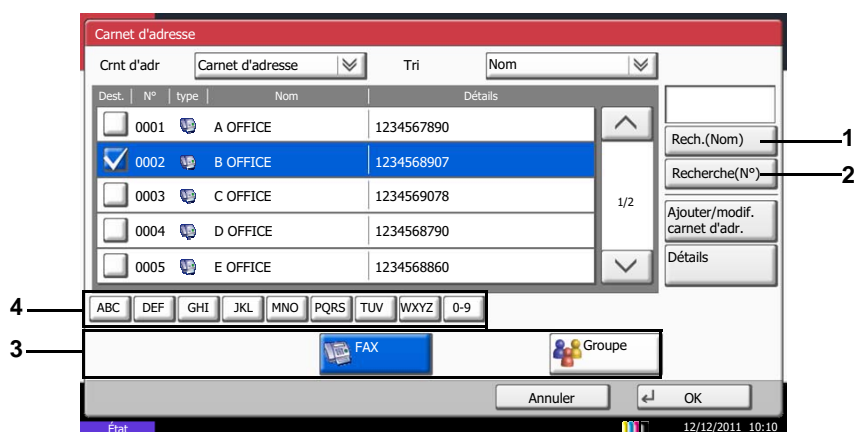 Carnet d'adresse
Crnt d'adr Carnet d'adresse Tri Nom
Dest. N° type Nom Détails
0001 A OFFICE 1234567890
0002 B OFFICE 1234568907
0003 C OFFICE 1234569078
0004 D OFFICE 1234568790
0005 E OFFICE 1234568860
1/2
Rech.(Nom) 1
Recherche(N°) 2
Ajouter/modif.
carnet d'adr.
Détails
4 ABC DEF GHI JKL MNO PQRS TUV WXYZ 0-9
3 FAX Groupe
Annuler OK
État 12/12/2011 10:10